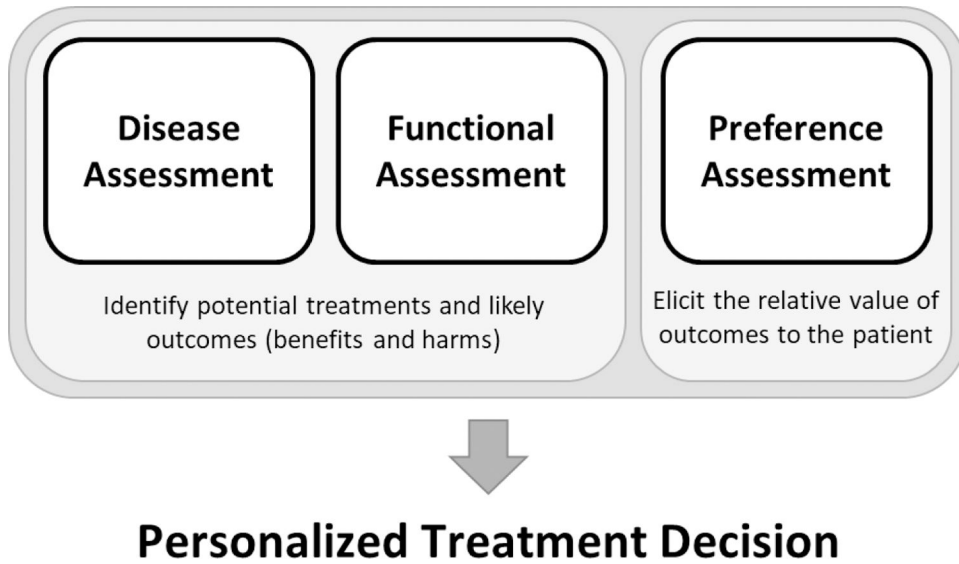 Disease
Assessment
Functional
Assessment
Preference
Assessment
Identify potential treatments and likely
outcomes (benefits and harms)
Elicit the relative value of
outcomes to the patient
Personalized Treatment Decision